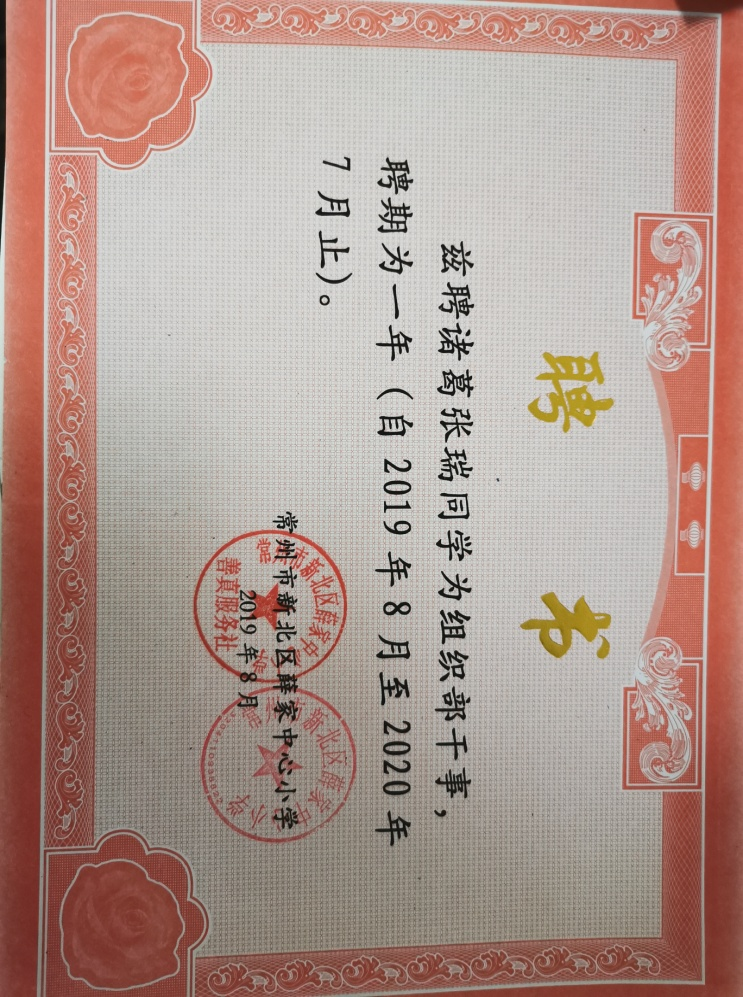 聘 书
兹聘诸葛张瑞同学为组织部干事，
聘期为一年（自2019年8月至2020年
7月止）。
常州市新北区薛家中心小学
2019年8月
善真服务社